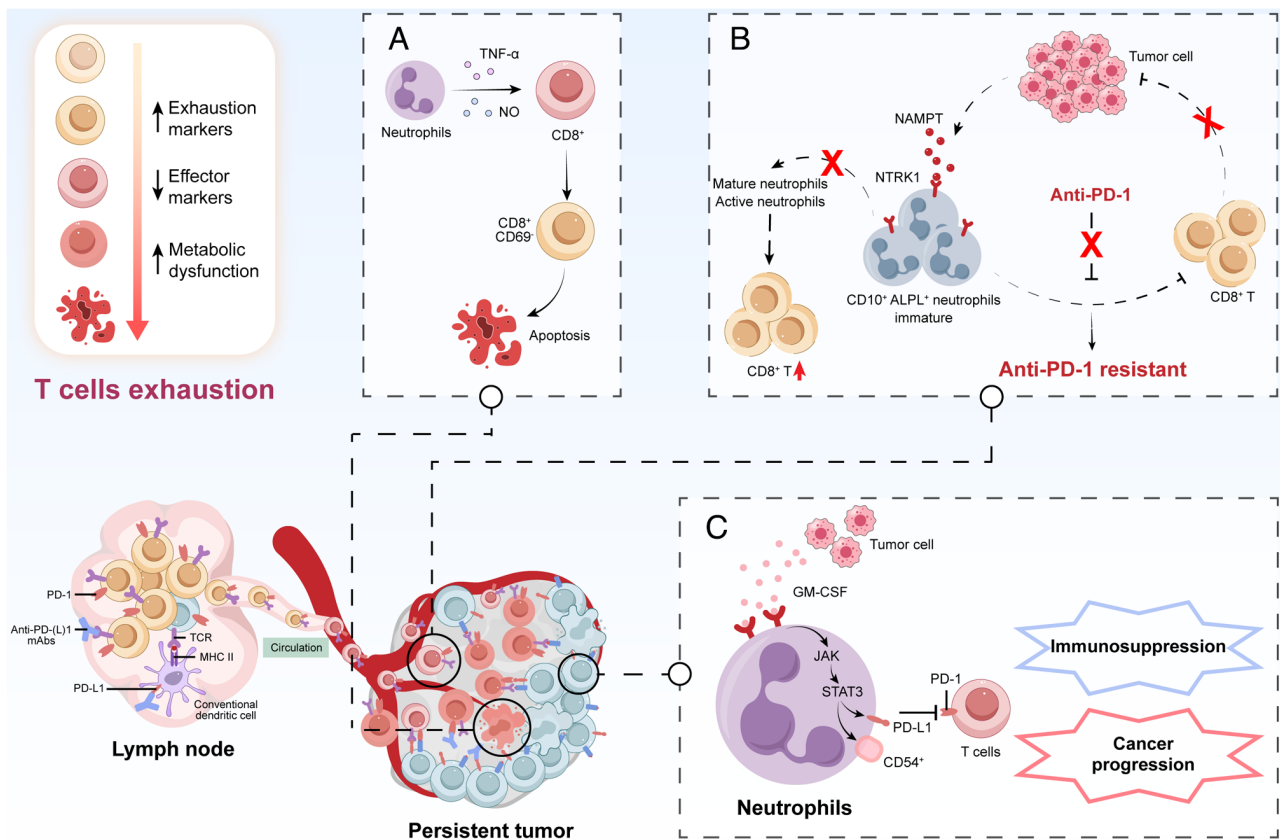 ↑ Exhaustion
markers
↓ Effector
markers
↑ Metabolic
dysfunction
T cells exhaustion
A
TNF-α
NO
Neutrophils
CD8⁺
CD8⁺
CD69⁻
Apoptosis
B
Tumor cell
NAMPT
NTRK1
Mature neutrophils
Active neutrophils
Anti-PD-1
CD10⁺ ALPL⁺ neutrophils
immature
CD8⁺ T
CD8⁺ T
Anti-PD-1 resistant
PD-1
Anti-PD-(L)1
mAbs
TCR
MHC II
PD-L1
Conventional
dendritic cell
Lymph node
Circulation
Persistent tumor
C
Tumor cell
GM-CSF
JAK
STAT3
PD-L1
CD54⁺
PD-1
T cells
Neutrophils
Immunosuppression
Cancer
progression